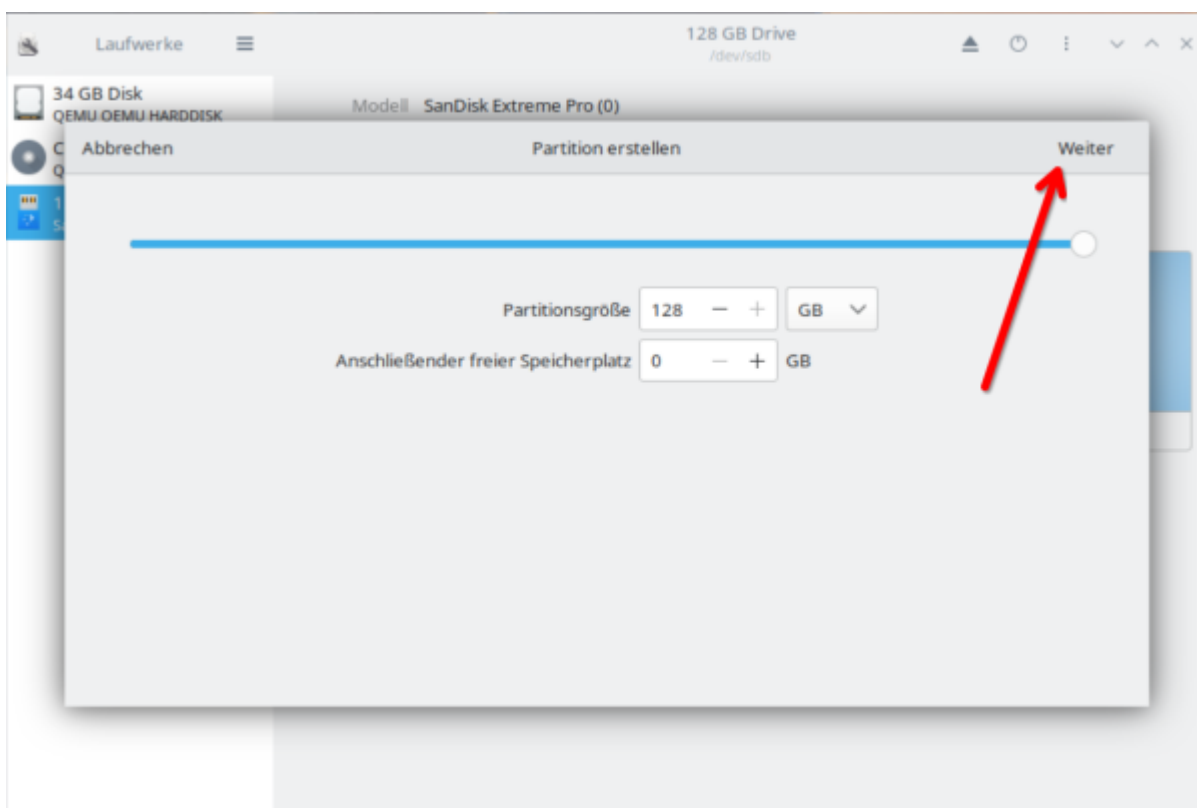 Laufwerke
128 GB Drive
/dev/sdb
34 GB Disk
QEMU QEMU HARDDISK
Modell SanDisk Extreme Pro (0)
Abbrechen
Partition erstellen
Weiter
Partitionsgröße 128 − + GB
Anschließender freier Speicherplatz 0 − + GB